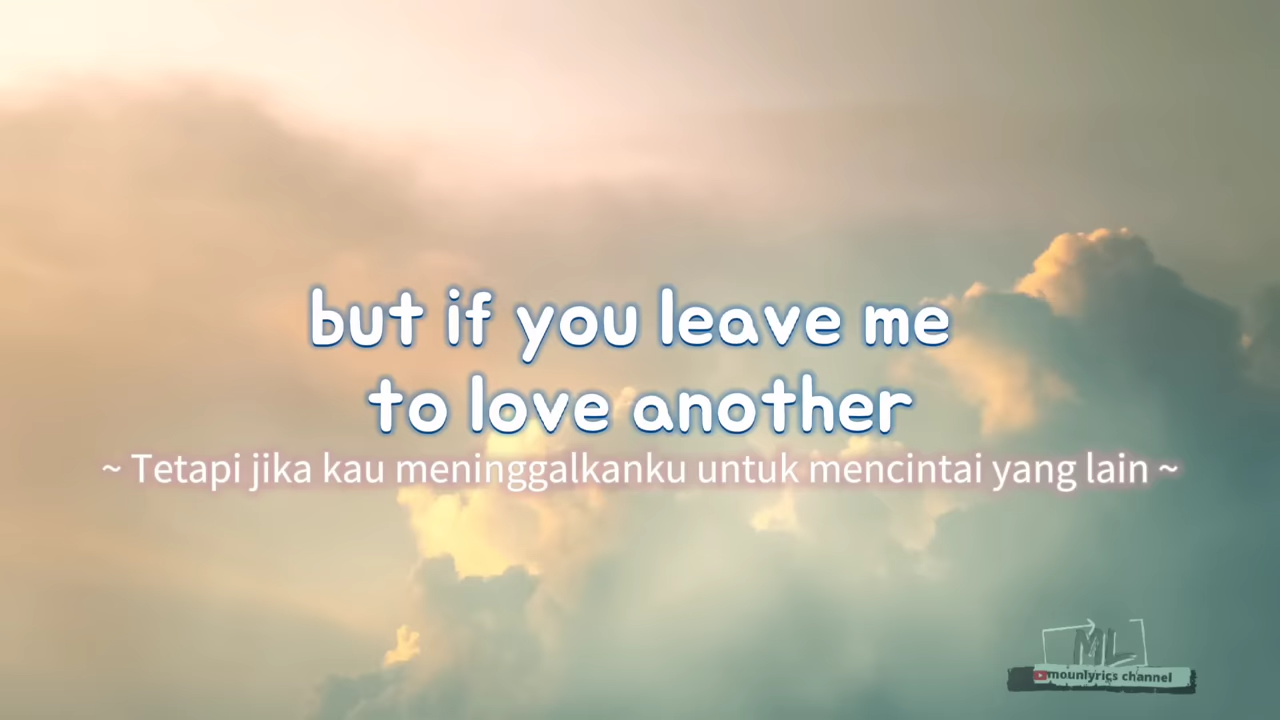 but if you leave me
to love another
~ Tetapi jika kau meninggalkanku untuk mencintai yang lain ~
ML
mounlyrics channel